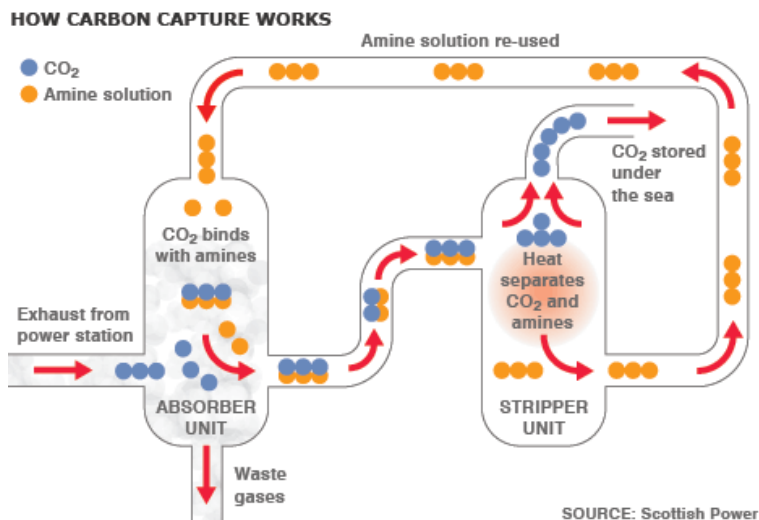 HOW CARBON CAPTURE WORKS
Amine solution re-used
CO₂
Amine solution
CO₂ stored
under
the sea
CO₂ binds
with amines
Heat
separates
CO₂ and
amines
Exhaust from
power station
ABSORBER
UNIT
STRIPPER
UNIT
Waste
gases
SOURCE: Scottish Power